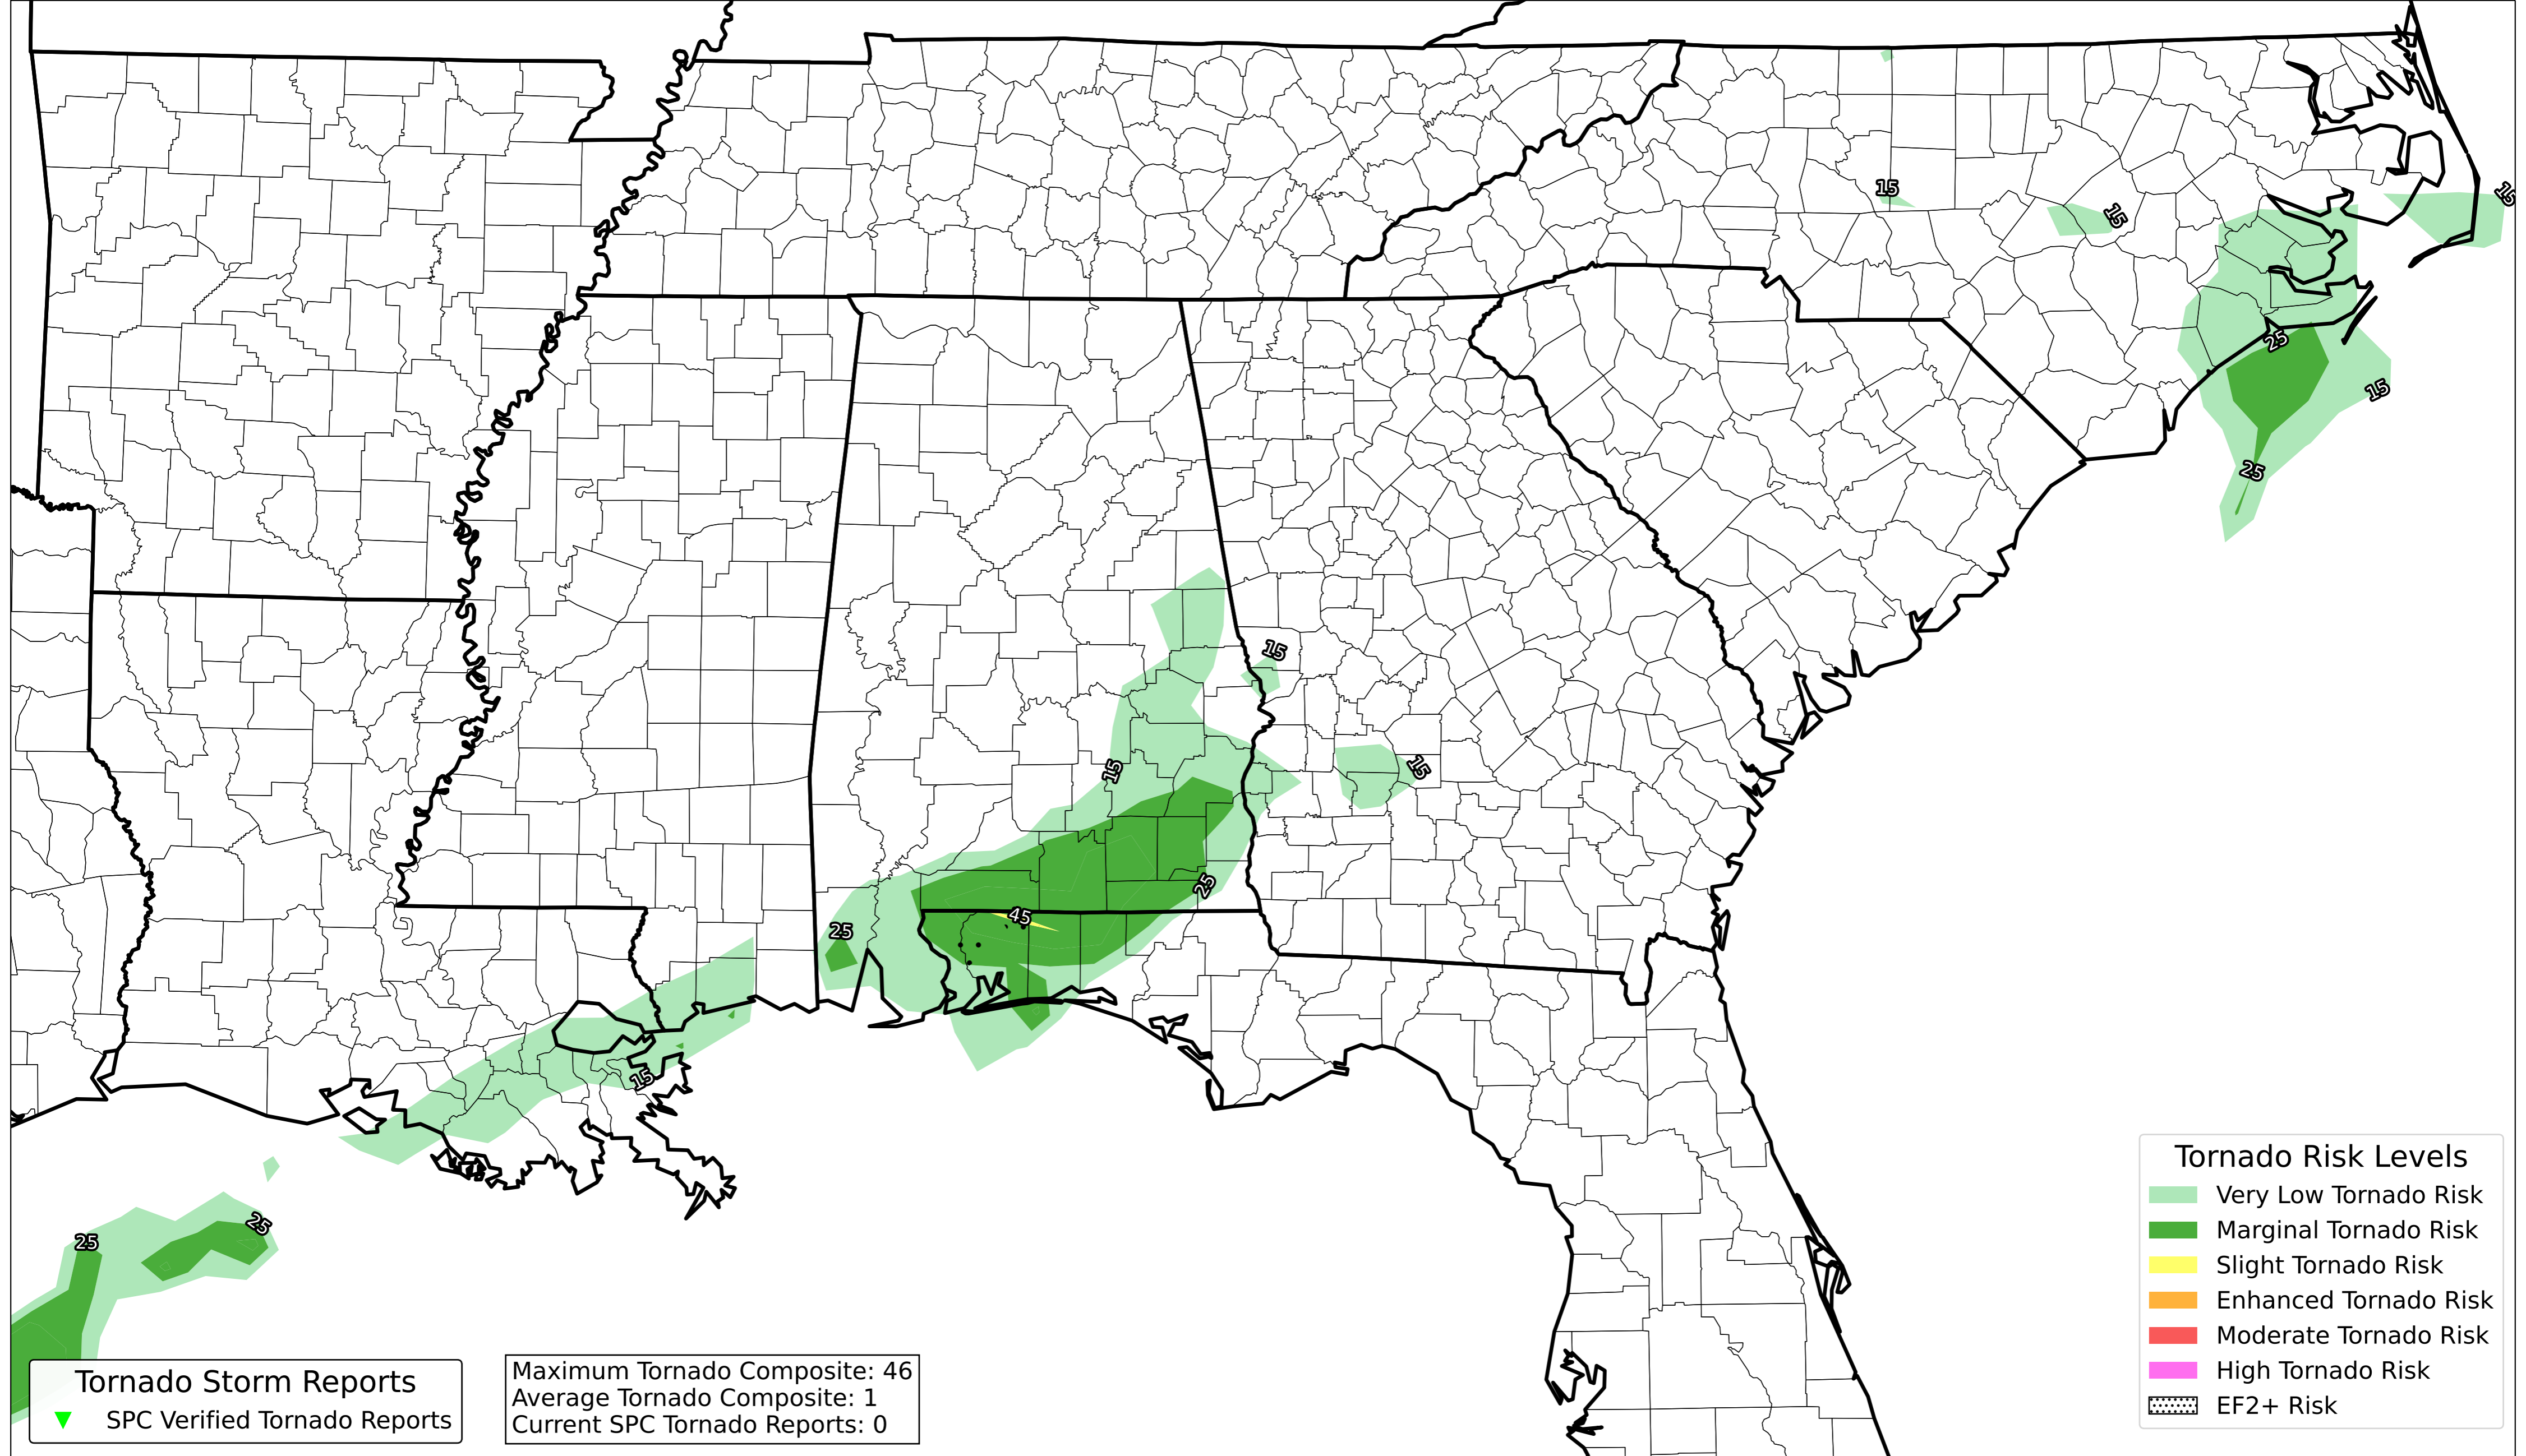 15
15
15
15
25
15
25
15
15
15
25
45
25
15
25
25
Tornado Risk Levels
Very Low Tornado Risk
Marginal Tornado Risk
Slight Tornado Risk
Enhanced Tornado Risk
Moderate Tornado Risk
High Tornado Risk
EF2+ Risk
Tornado Storm Reports
SPC Verified Tornado Reports
Maximum Tornado Composite: 46
Average Tornado Composite: 1
Current SPC Tornado Reports: 0